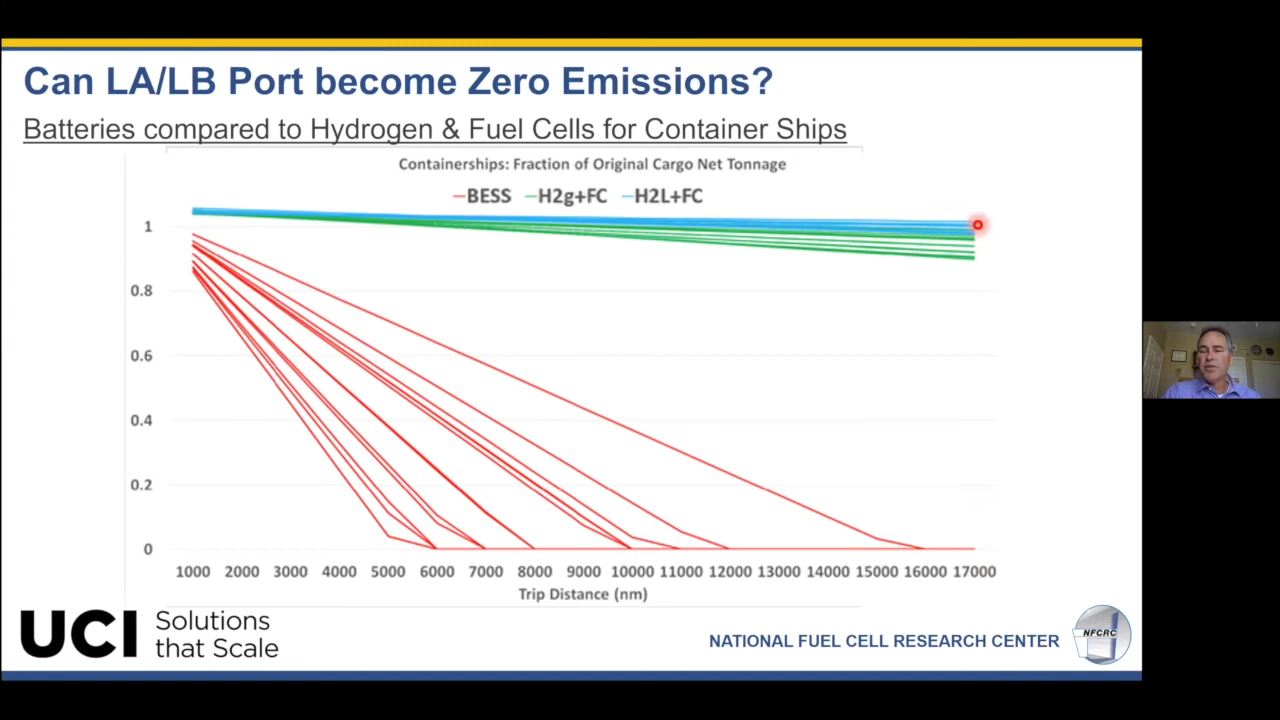 Can LA/LB Port become Zero Emissions?
Batteries compared to Hydrogen & Fuel Cells for Container Ships
Containerships: Fraction of Original Cargo Net Tonnage
BESS H2g+FC H2L+FC
1
0.8
0.6
0.4
0.2
0
1000 2000 3000 4000 5000 6000 7000 8000 9000 10000 11000 12000 13000 14000 15000 16000 17000
Trip Distance (nm)
UCI Solutions
that Scale
NATIONAL FUEL CELL RESEARCH CENTER
NFCRC